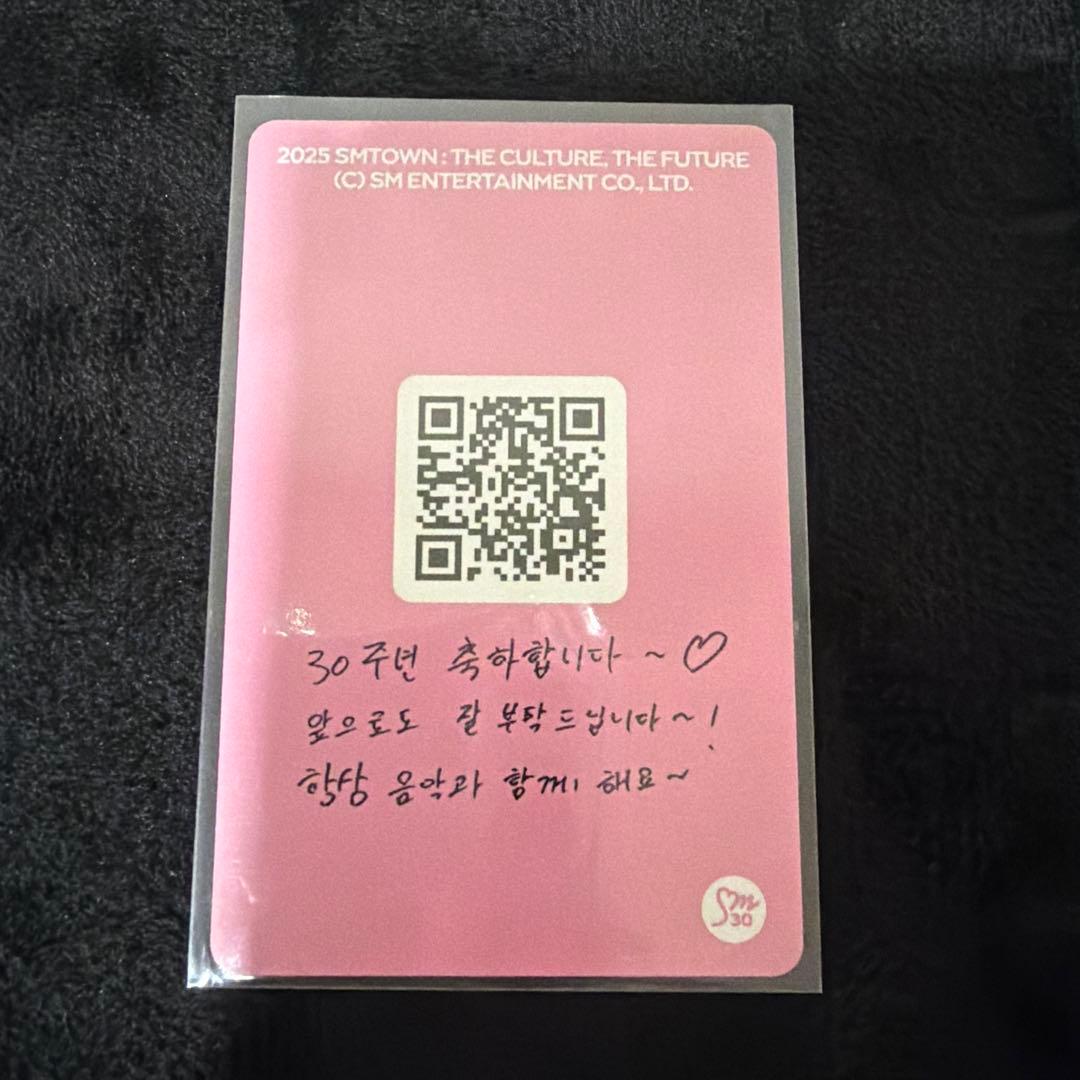 2025 SMTOWN : THE CULTURE, THE FUTURE
(C) SM ENTERTAINMENT CO., LTD.
30주년 축하합니다 ~ ♡
앞으로도 잘 부탁드립니다~!
항상 음악과 함께 해요~
Sm
30